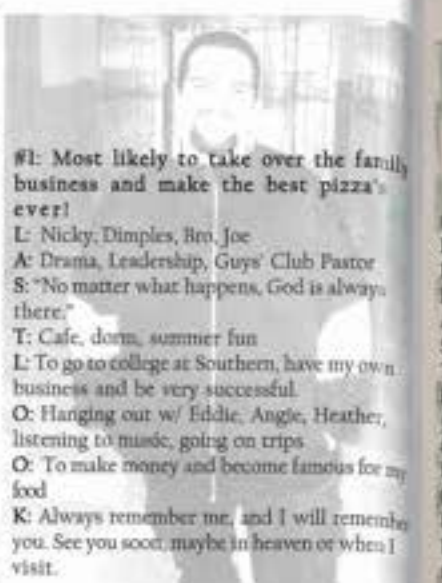 #1: Most likely to take over the family
business and make the best pizza's
ever!
L: Nicky, Dimples, Bro, Joe
A: Drama, Leadership, Guys' Club Pastor
S: "No matter what happens, God is always
there."
T: Cafe, dorm, summer fun
L: To go to college at Southern, have my own
business and be very successful.
O: Hanging out w/ Eddie, Angie, Heather,
listening to music, going on trips
O: To make money and become famous for my
food
K: Always remember me, and I will remember
you. See you soon, maybe in heaven or when I
visit.